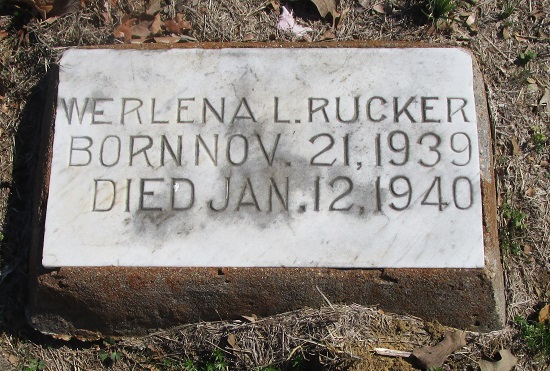 WERLENA L. RUCKER
BORN NOV. 21, 1939
DIED JAN. 12, 1940